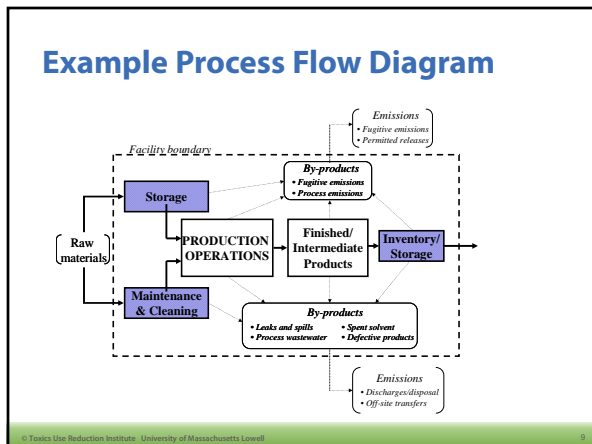 Example Process Flow Diagram
Emissions
• Fugitive emissions
• Permitted releases
Facility boundary
By-products
• Fugitive emissions
• Process emissions
Storage
Raw
materials
PRODUCTION
OPERATIONS
Finished/
Intermediate
Products
Inventory/
Storage
Maintenance
& Cleaning
By-products
• Leaks and spills • Spent solvent
• Process wastewater • Defective products
Emissions
• Discharges/disposal
• Off-site transfers
© Toxics Use Reduction Institute University of Massachusetts Lowell
9